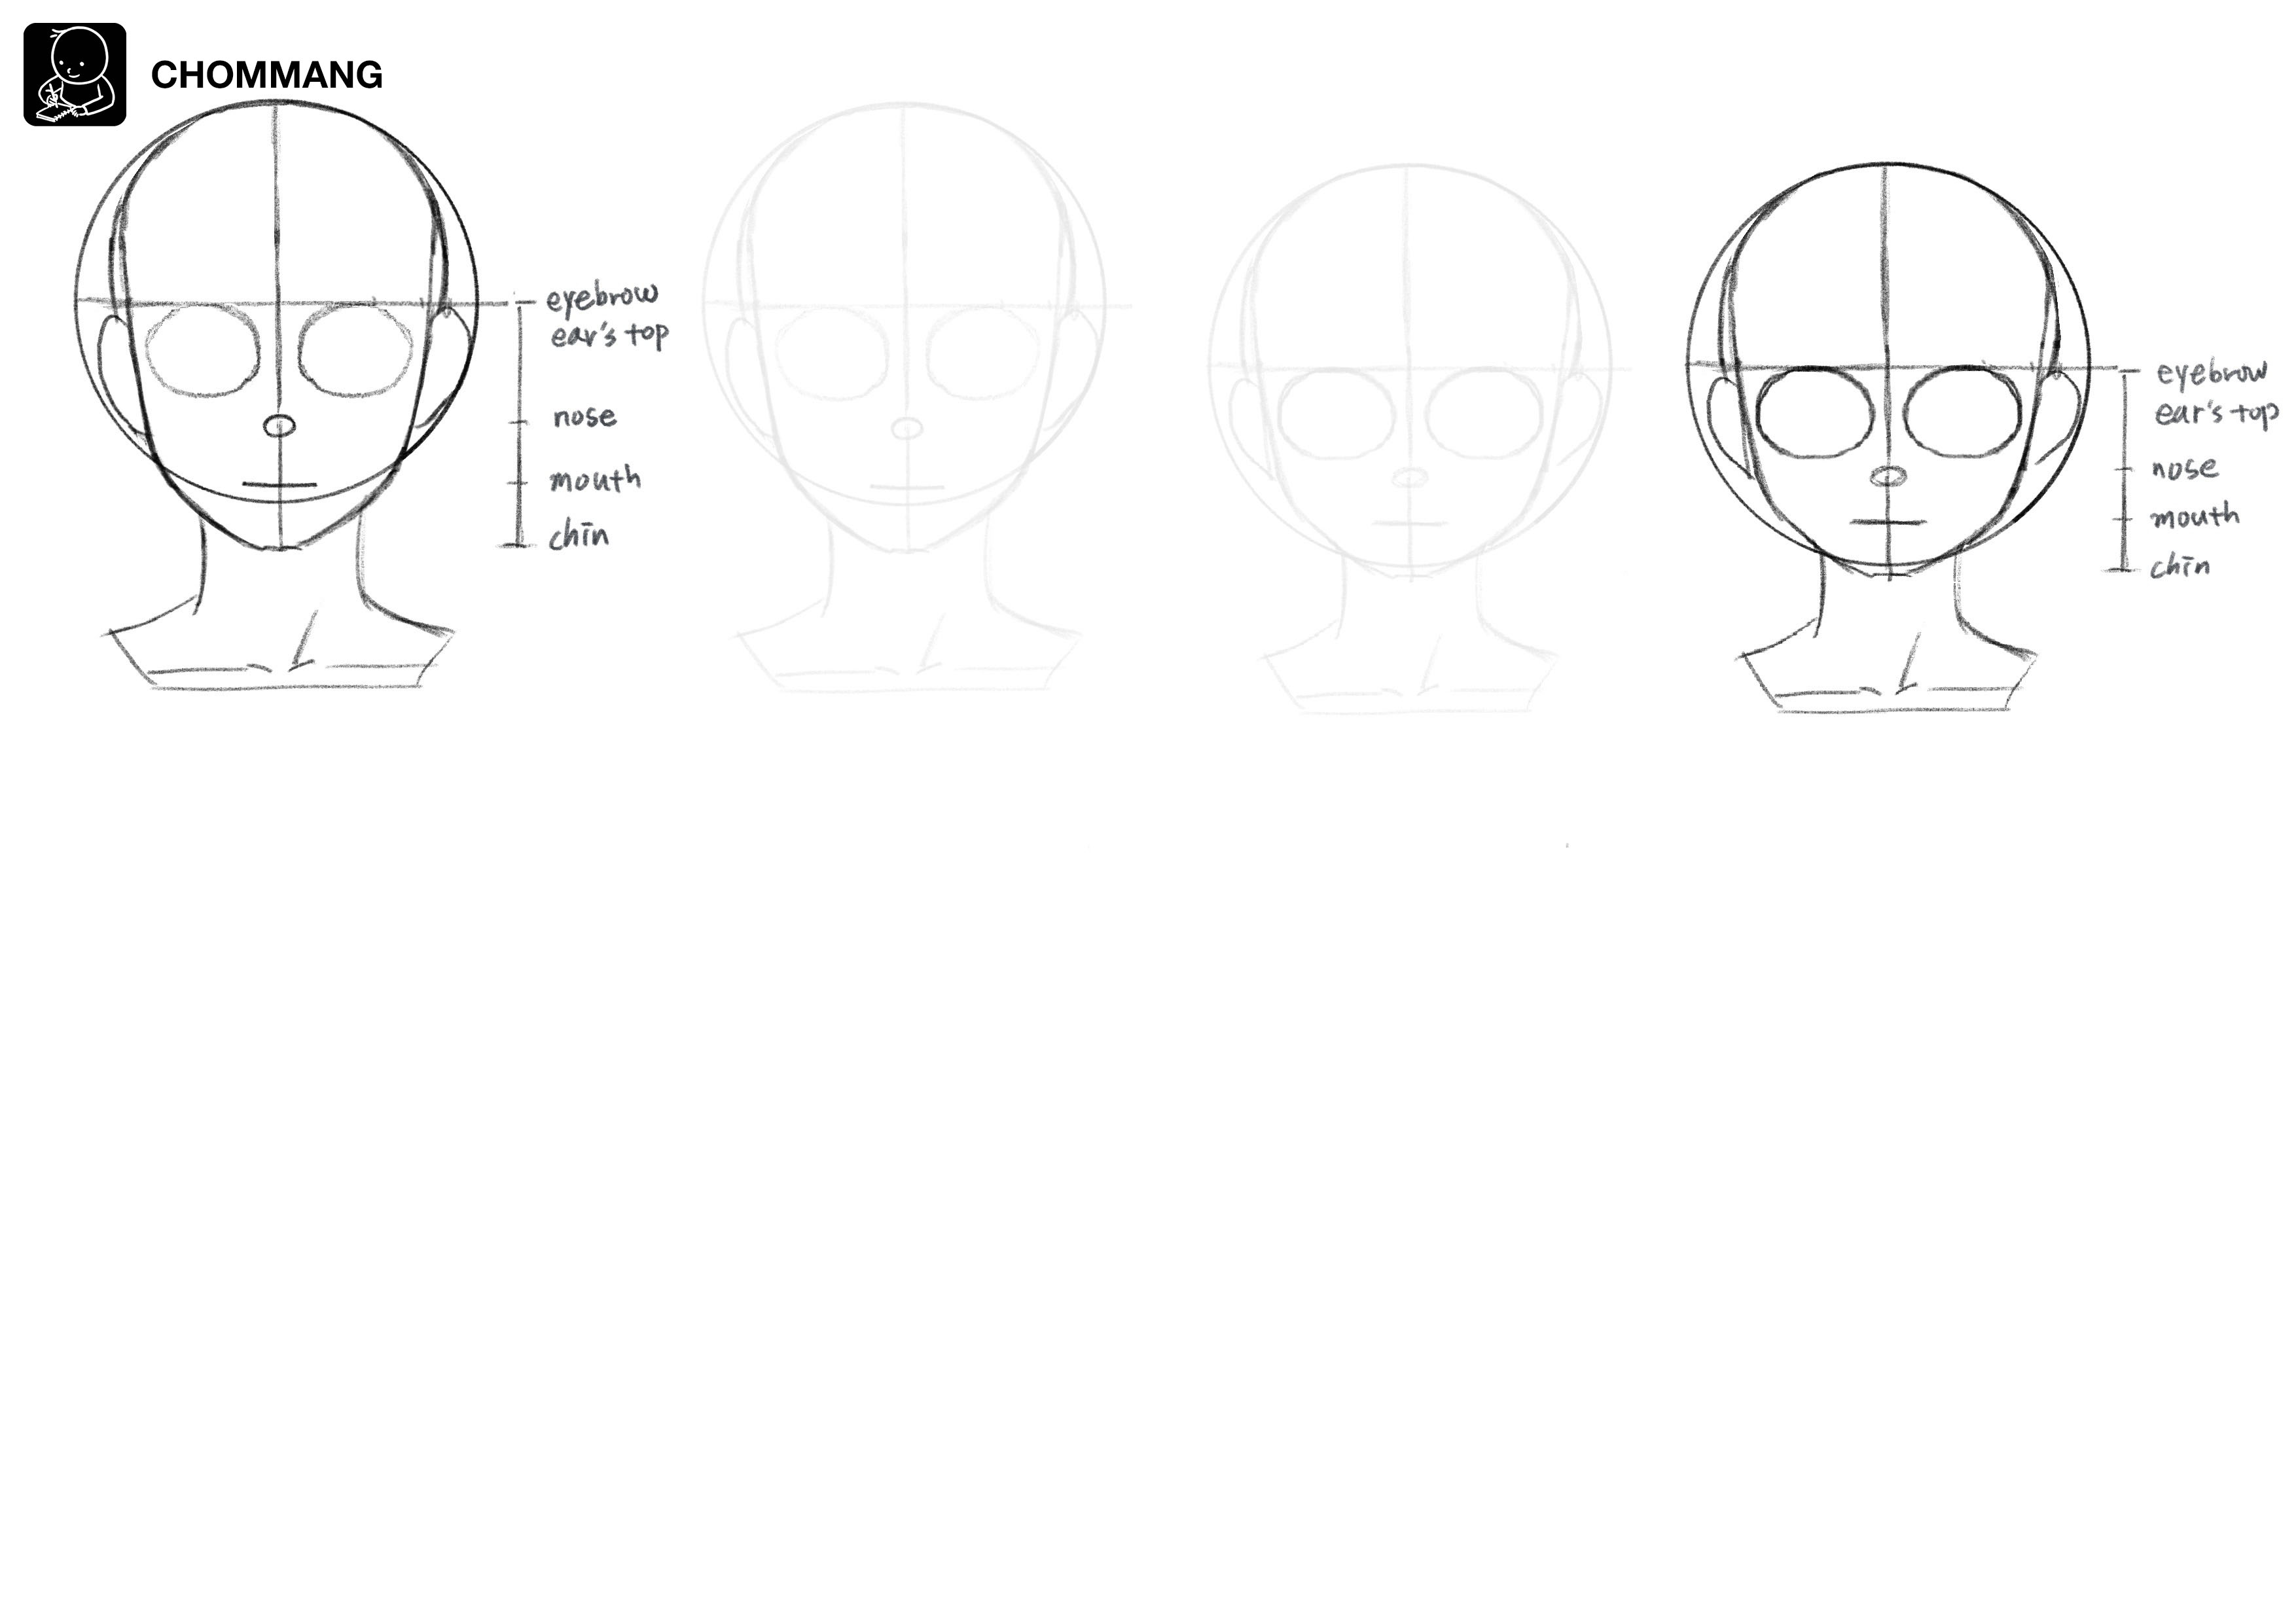 CHOMMANG
eyebrow
ear's top
nose
mouth
chin
eyebrow
ear's top
nose
mouth
chin